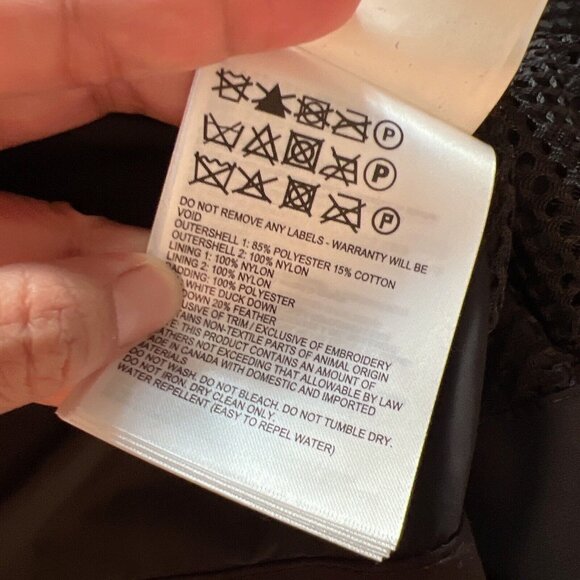 P
P
P
DO NOT REMOVE ANY LABELS - WARRANTY WILL BE
VOID
OUTERSHELL 1: 85% POLYESTER 15% COTTON
OUTERSHELL 2: 100% NYLON
LINING 1: 100% NYLON
LINING 2: 100% NYLON
PADDING: 100% POLYESTER
WHITE DUCK DOWN
DOWN 20% FEATHER
OF TRIM / EXCLUSIVE OF EMBROIDERY
NON-TEXTILE PARTS OF ANIMAL ORIGIN
THIS PRODUCT CONTAINS AN AMOUNT OF
NOT EXCEEDING THAT ALLOWABLE BY LAW
MADE IN CANADA WITH DOMESTIC AND IMPORTED
MATERIALS
DO NOT WASH. DO NOT BLEACH. DO NOT TUMBLE DRY.
DO NOT IRON, DRY CLEAN ONLY.
WATER REPELLENT (EASY TO REPEL WATER)